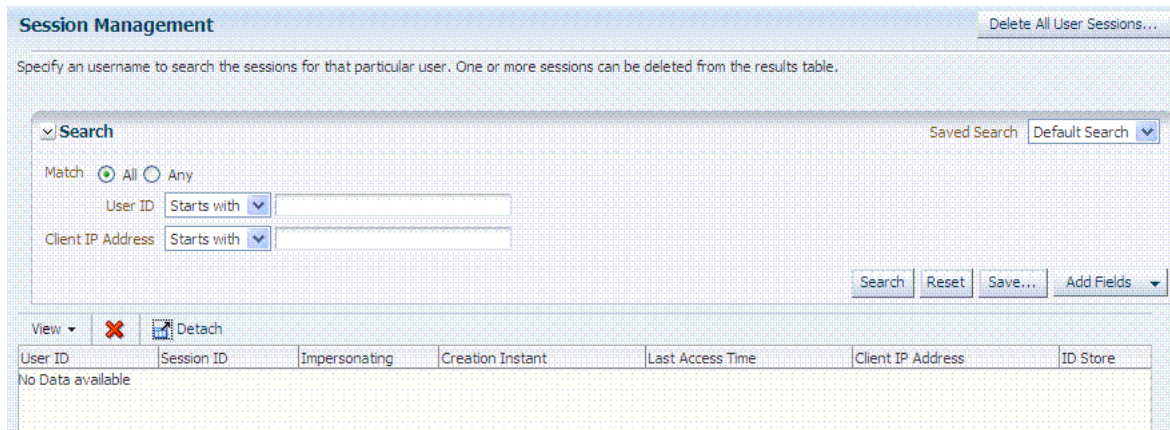 Session Management
Delete All User Sessions...
Specify an username to search the sessions for that particular user. One or more sessions can be deleted from the results table.
Search
Saved Search Default Search
Match All Any
User ID Starts with
Client IP Address Starts with
Search Reset Save... Add Fields
View Detach
User ID Session ID Impersonating Creation Instant Last Access Time Client IP Address ID Store
No Data available